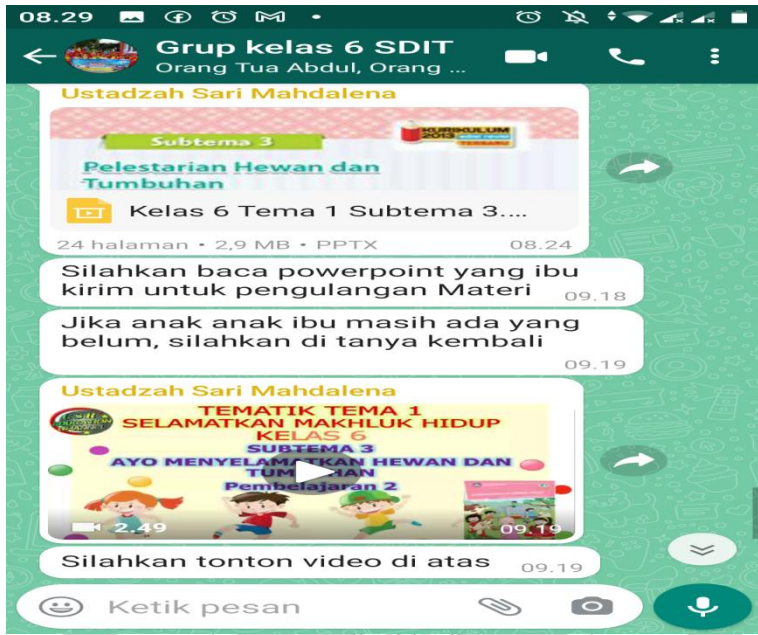 08.29
Grup kelas 6 SDIT
Orang Tua Abdul, Orang ...
Ustadzah Sari Mahdalena
Subtema 3
KURIKULUM
2013
Pelestarian Hewan dan
Tumbuhan
Kelas 6 Tema 1 Subtema 3....
24 halaman • 2,9 MB • PPTX 08.24
Silahkan baca powerpoint yang ibu
kirim untuk pengulangan Materi 09.18
Jika anak anak ibu masih ada yang
belum, silahkan di tanya kembali
09.19
Ustadzah Sari Mahdalena
TEMATIK TEMA 1
SELAMATKAN MAKHLUK HIDUP
KELAS 6
SUBTEMA 3
AYO MENYELAMATKAN HEWAN DAN
TUMBUHAN
Pembelajaran 2
2.49 09.19
Silahkan tonton video di atas 09.19
Ketik pesan